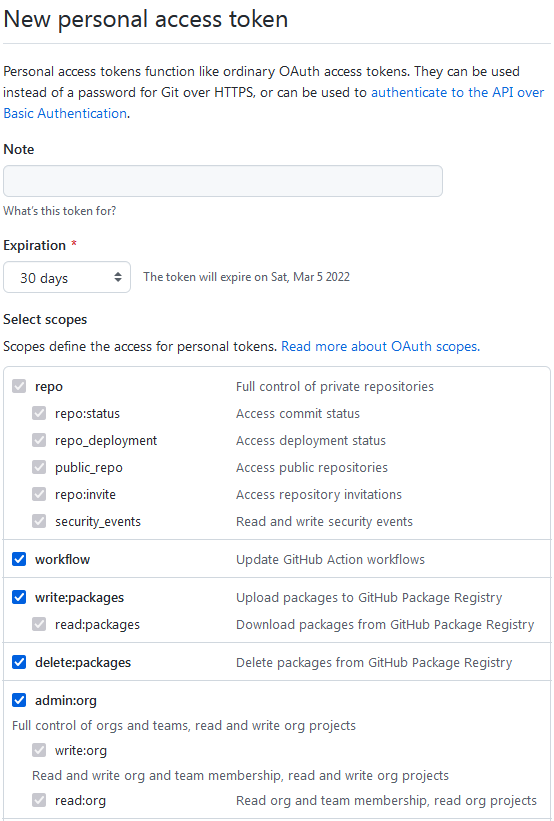 New personal access token
Personal access tokens function like ordinary OAuth access tokens. They can be used
instead of a password for Git over HTTPS, or can be used to authenticate to the API over
Basic Authentication.
Note
What's this token for?
Expiration *
30 days
The token will expire on Sat, Mar 5 2022
Select scopes
Scopes define the access for personal tokens. Read more about OAuth scopes.
repo Full control of private repositories
repo:status Access commit status
repo_deployment Access deployment status
public_repo Access public repositories
repo:invite Access repository invitations
security_events Read and write security events
workflow Update GitHub Action workflows
write:packages Upload packages to GitHub Package Registry
read:packages Download packages from GitHub Package Registry
delete:packages Delete packages from GitHub Package Registry
admin:org
Full control of orgs and teams, read and write org projects
write:org
Read and write org and team membership, read and write org projects
read:org Read org and team membership, read org projects